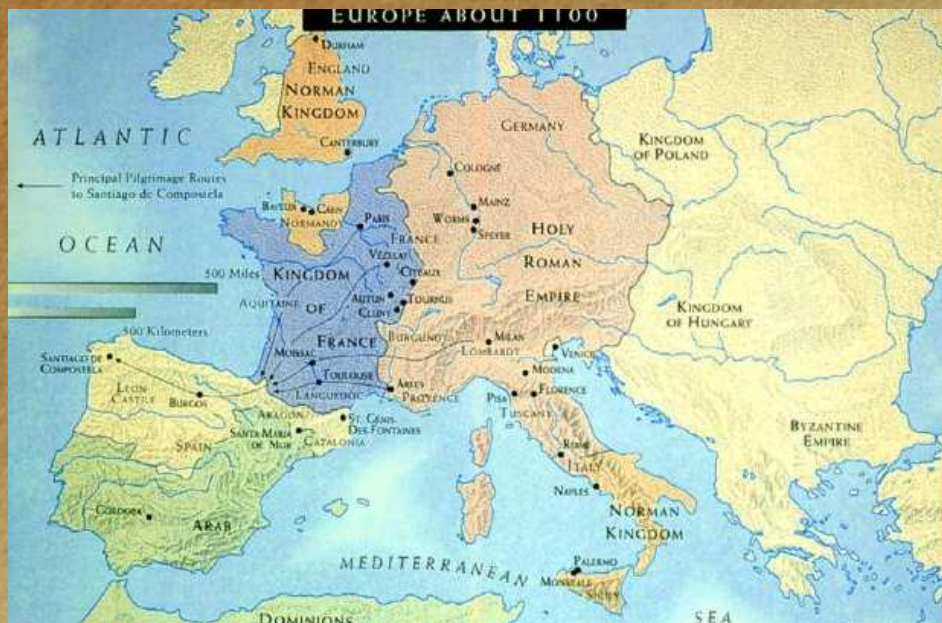 EUROPE ABOUT 1100
DURHAM
ENGLAND
NORMAN
KINGDOM
CANTERBURY
ATLANTIC
OCEAN
Principal Pilgrimage Routes
to Santiago de Compostela
500 Miles
500 Kilometers
GERMANY
COLOGNE
MAINZ
WORMS
SPEYER
HOLY
ROMAN
EMPIRE
KINGDOM
OF POLAND
KINGDOM
OF HUNGARY
BYZANTINE
EMPIRE
BAYEUX
CAEN
NORMANDY
PARIS
FRANCE
VÉZELAY
CÎTEAUX
KINGDOM
OF
FRANCE
AQUITAINE
AUTUN
TOURNUS
CLUNY
BURGUNDY
MOISSAC
TOULOUSE
LANGUEDOC
ARLES
PROVENCE
MILAN
LOMBARDY
VENICE
MODENA
PISA
FLORENCE
TUSCANY
ROME
ITALY
NAPLES
NORMAN
KINGDOM
PALERMO
MONREALE
SICILY
SANTIAGO DE
COMPOSTELA
LEON
CASTILE
BURGOS
SPAIN
ARAGON
SANTA MARIA
DE MUR
CATALONIA
ST. GÉNIS-
DES-FONTAINES
CORDOBA
ARAB
DOMINIONS
MEDITERRANEAN
SEA